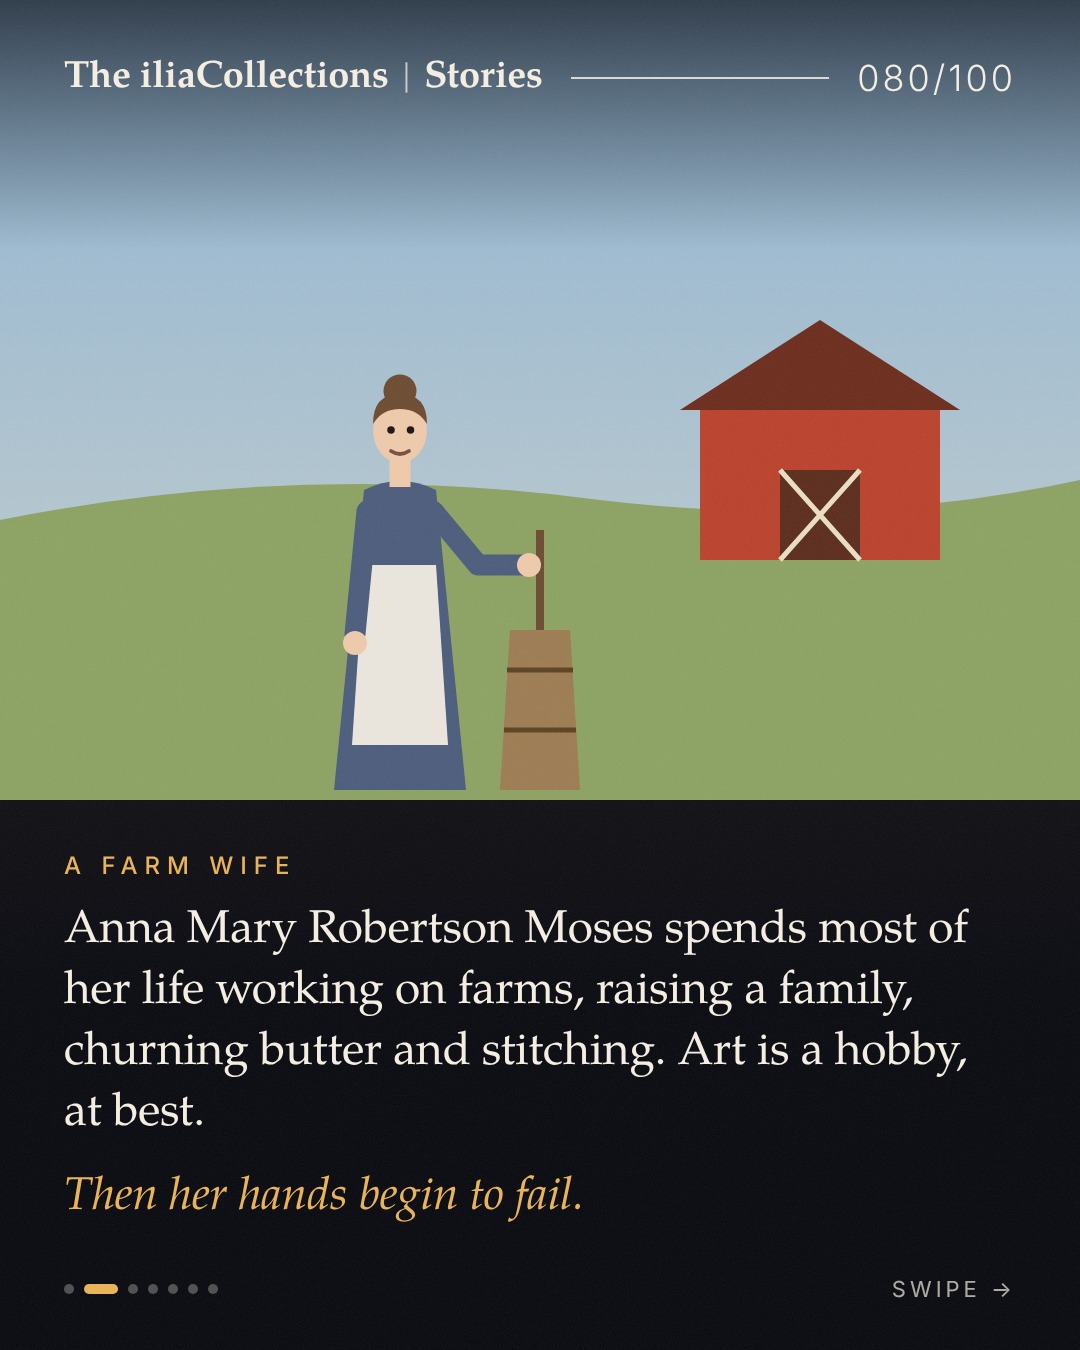 The iliaCollections | Stories
080/100
A FARM WIFE
Anna Mary Robertson Moses spends most of
her life working on farms, raising a family,
churning butter and stitching. Art is a hobby,
at best.
Then her hands begin to fail.
SWIPE →